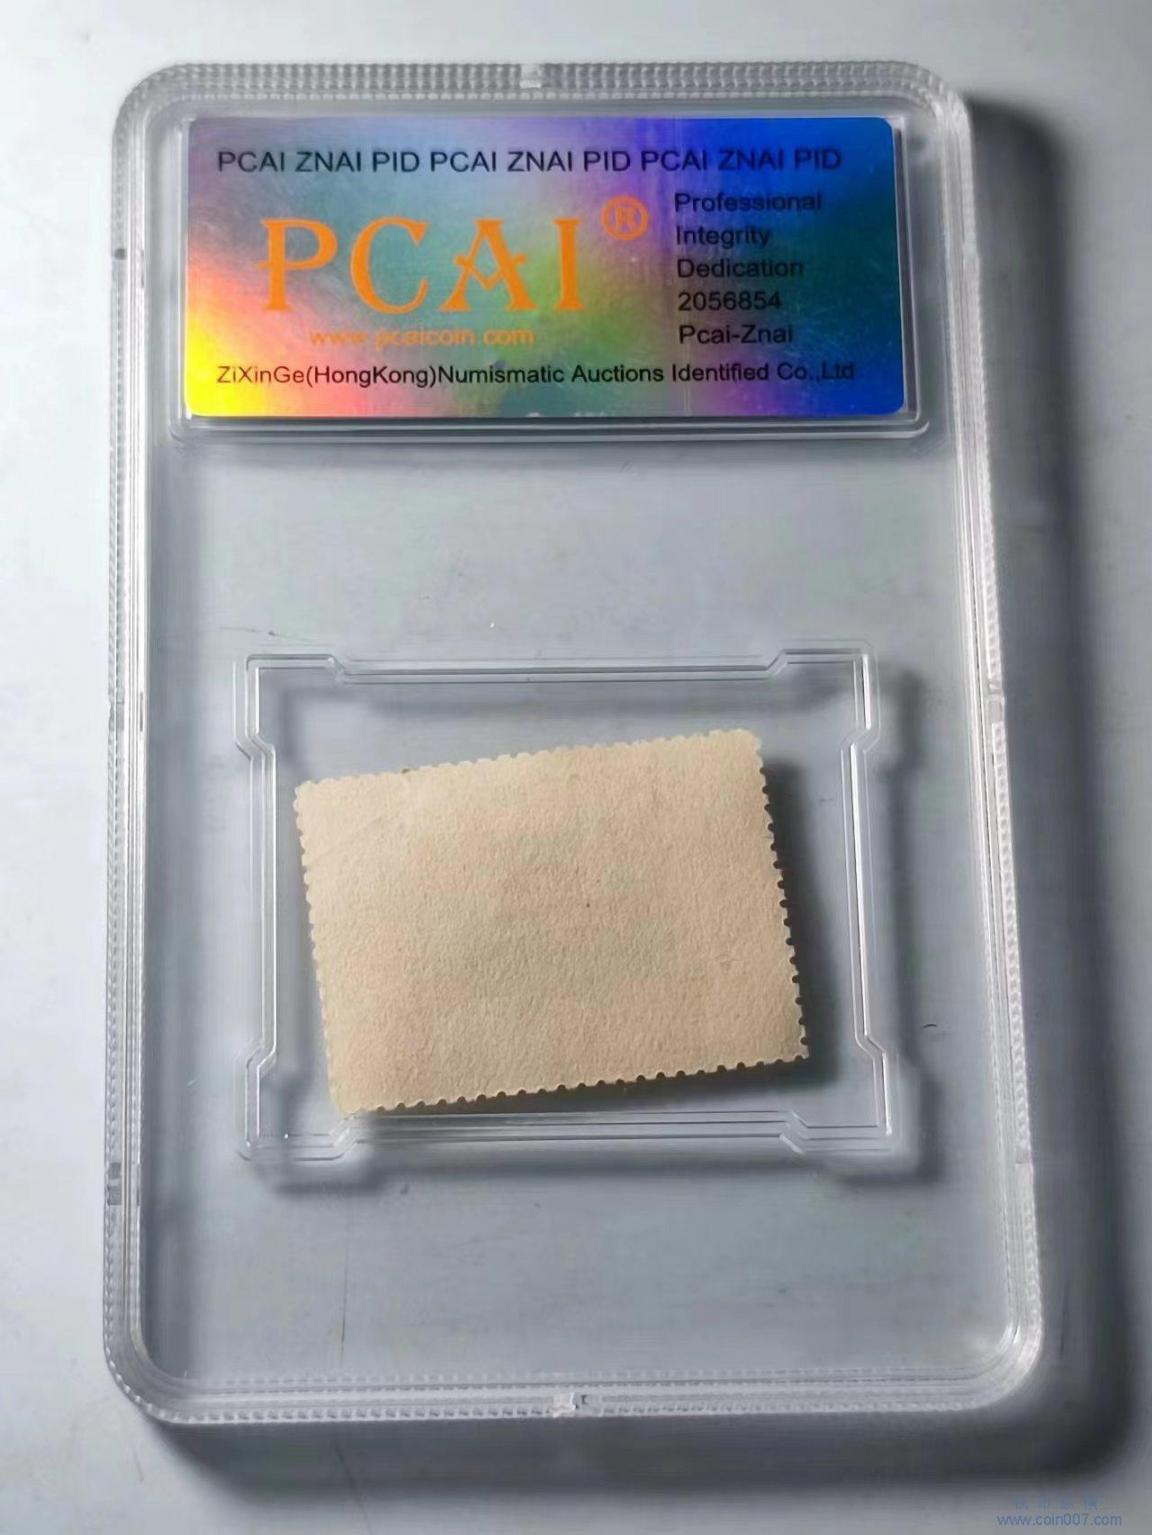 PCAI ZNAI PID PCAI ZNAI PID PCAI ZNAI PID
PCAI®
www.pcaicoin.com
Professional
Integrity
Dedication
2056854
Pcai-Znai
ZiXinGe(HongKong)Numismatic Auctions Identified Co.,Ltd
www.coin007.com